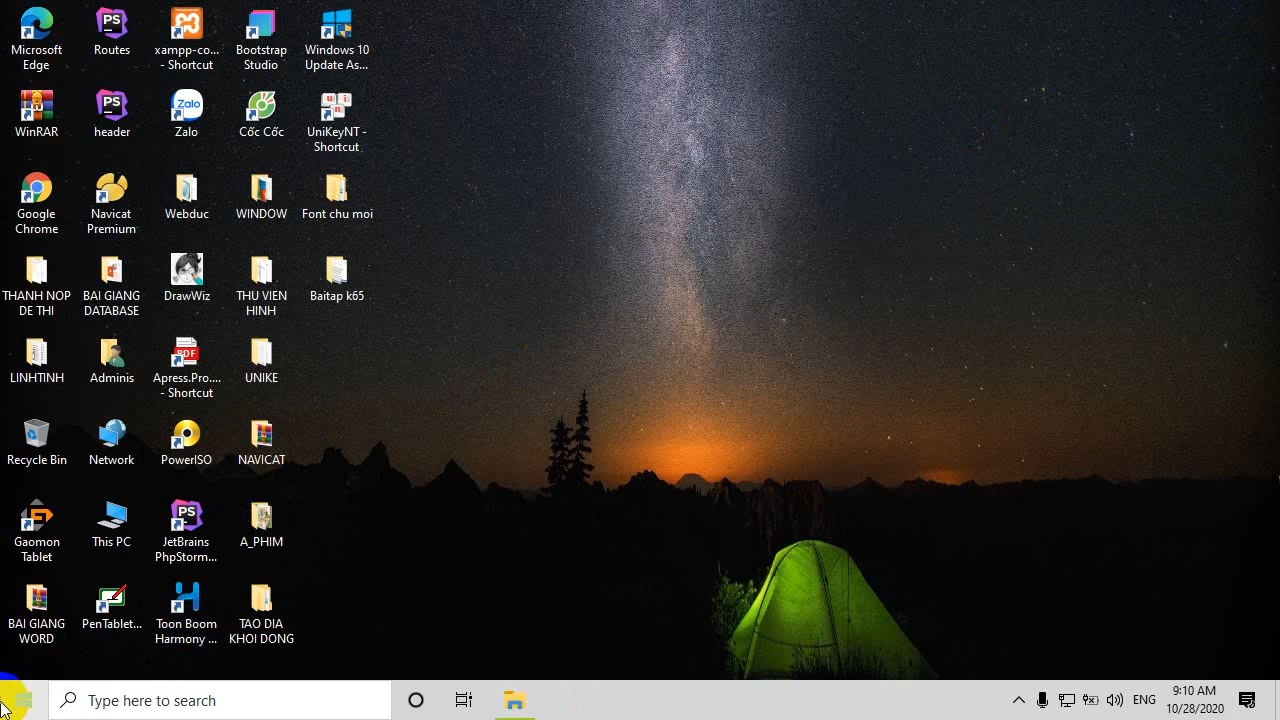 Microsoft Edge
Routes
xampp-co... - Shortcut
Bootstrap Studio
Windows 10 Update As...
WinRAR
header
Zalo
Cốc Cốc
UniKeyNT - Shortcut
Google Chrome
Navicat Premium
Webduc
WINDOW
Font chu moi
THANH NOP DE THI
BAI GIANG DATABASE
DrawWiz
THU VIEN HINH
Baitap k65
LINHTINH
Adminis
Apress.Pro.... - Shortcut
UNIKE
Recycle Bin
Network
PowerISO
NAVICAT
Gaomon Tablet
This PC
JetBrains PhpStorm...
A_PHIM
BAI GIANG WORD
PenTablet...
Toon Boom Harmony ...
TAO DIA KHOI DONG
Type here to search
ENG
9:10 AM
10/28/2020